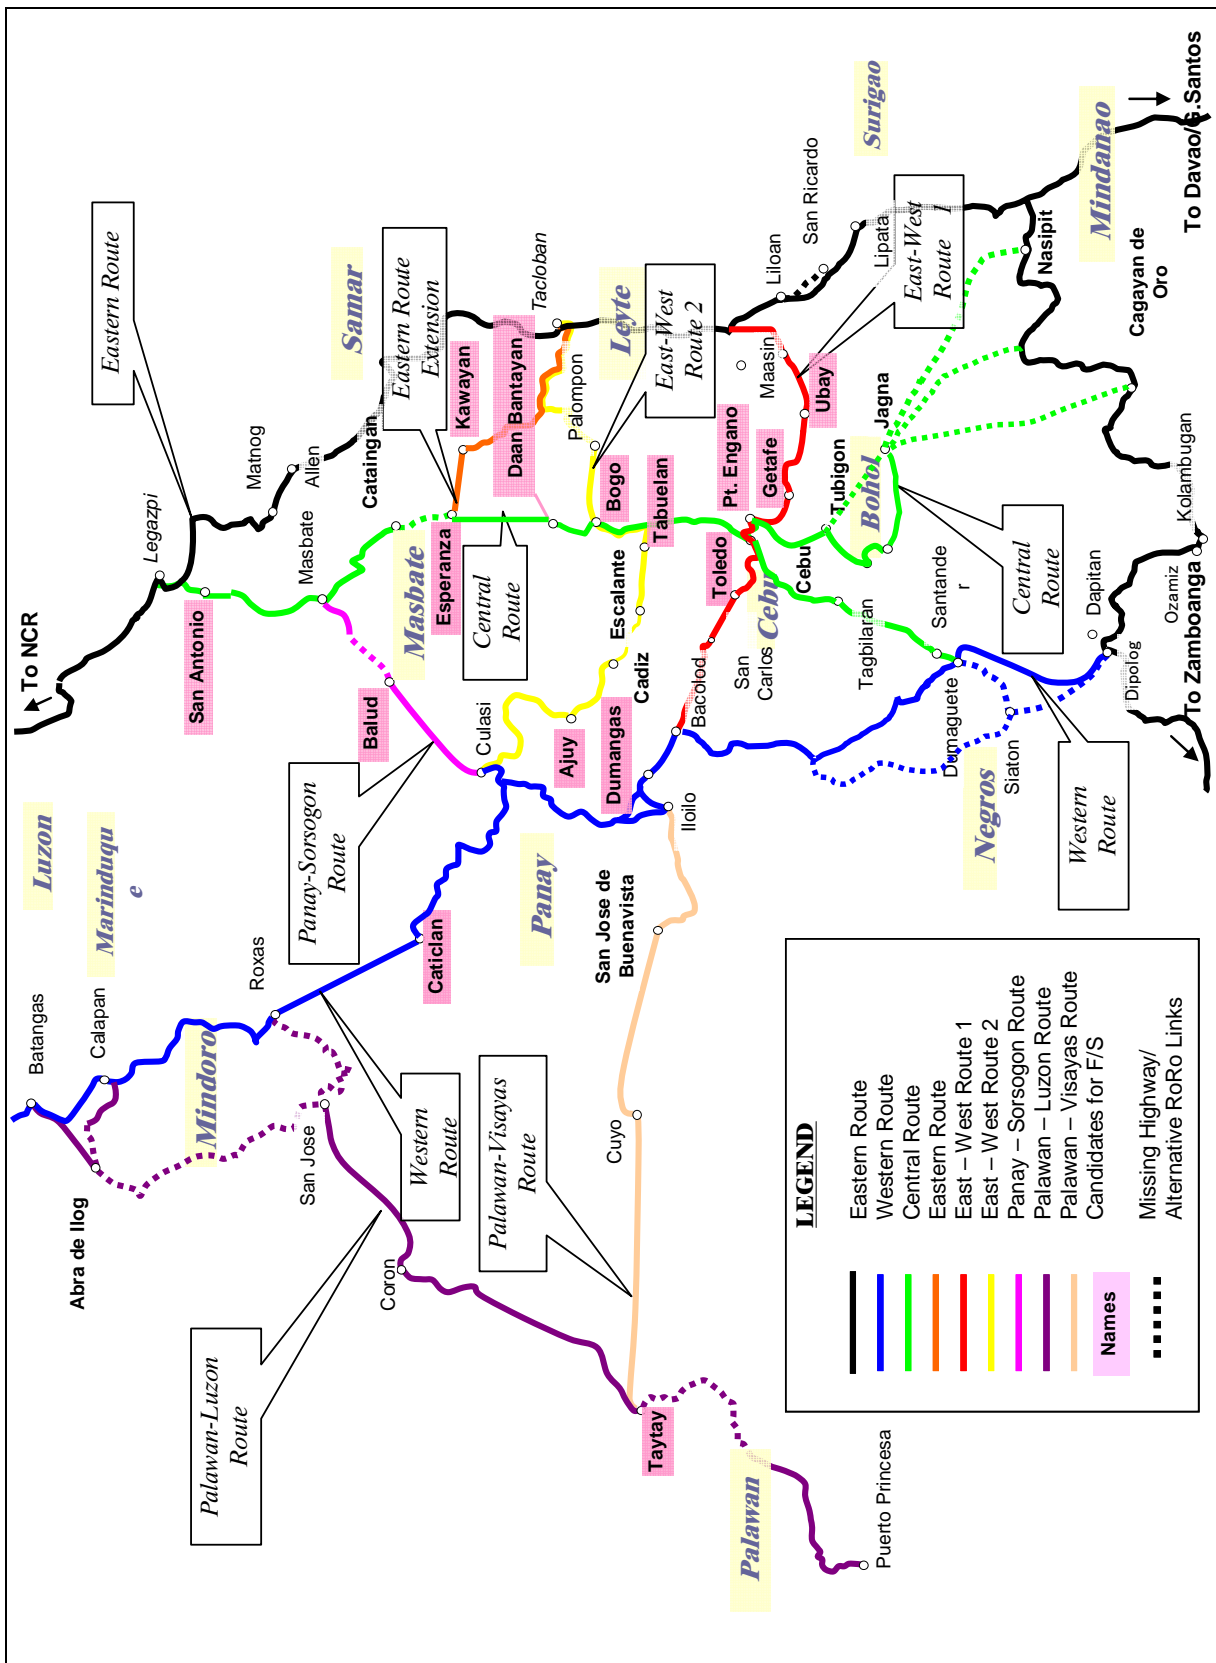 To NCR
Luzon
Marinduqu
e
Batangas
Calapan
Abra de Ilog
Mindoro
Roxas
San Jose
Coron
Palawan-Luzon
Route
Western
Route
Palawan-Visayas
Route
Panay-Sorsogon
Route
Taytay
Palawan
Puerto Princesa
Cuyo
San Jose de
Buenavista
Caticlan
Panay
Culasi
Balud
Ajuy
Dumangas
Iloilo
Legazpi
San Antonio
Masbate
Masbate
Matnog
Allen
Cataingan
Eastern Route
Samar
Eastern Route
Extension
Esperanza
Kawayan
Central
Route
Daan Bantayan
Tacloban
Palompon
Leyte
East-West
Route 2
Bogo
Tabuelan
Escalante
Cadiz
Bacolod
San
Carlos
Toledo
Cebu
Cebu
Pt. Engano
Getafe
Ubay
Maasin
Liloan
San Ricardo
Lipata
Surigao
East-West
Route 1
Tubigon
Bohol
Jagna
Tagbilaran
Santande
r
Dumaguete
Siaton
Negros
Central
Route
Western
Route
Dapitan
Dipolog
Ozamiz
Kolambugan
Nasipit
Cagayan de
Oro
Mindanao
To Davao/G.Santos
To Zamboanga
LEGEND
Eastern Route
Western Route
Central Route
Eastern Route
East – West Route 1
East – West Route 2
Panay – Sorsogon Route
Palawan – Luzon Route
Palawan – Visayas Route
Names
Candidates for F/S
Missing Highway/
Alternative RoRo Links